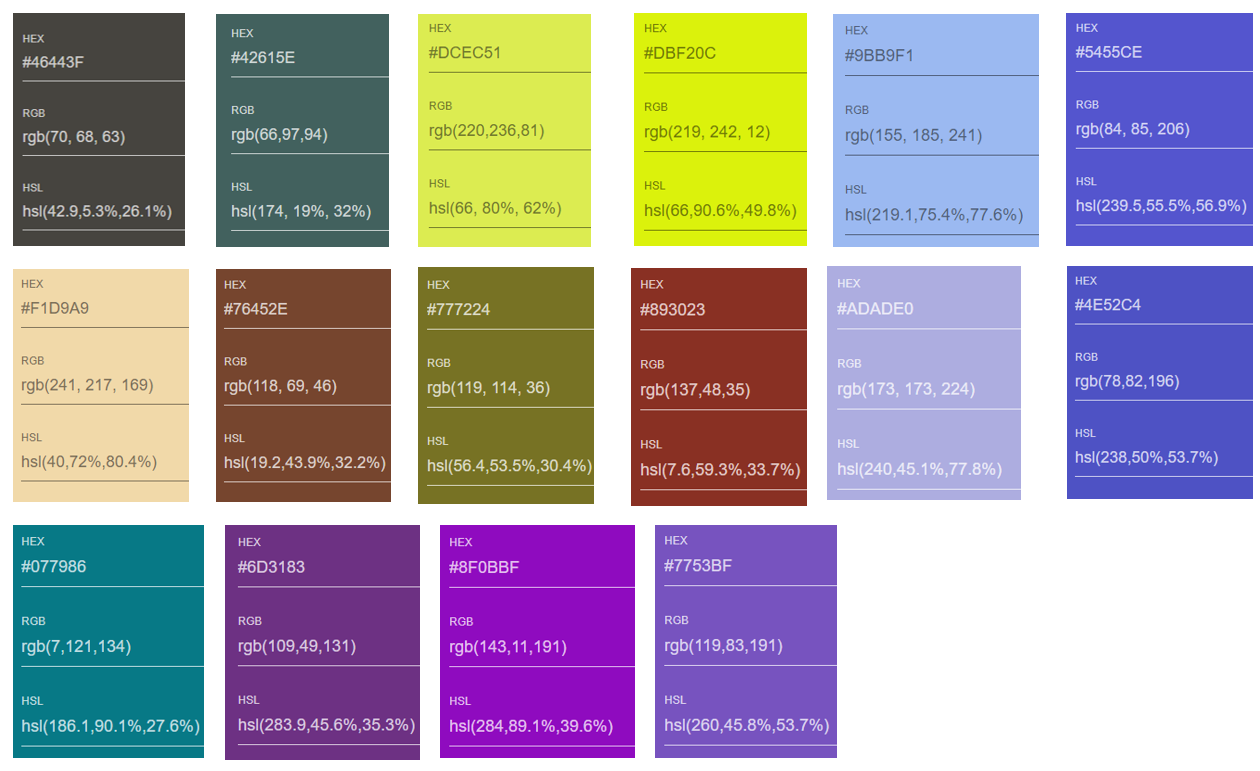 HEX
#46443F
RGB
rgb(70, 68, 63)
HSL
hsl(42.9,5.3%,26.1%)
HEX
#42615E
RGB
rgb(66,97,94)
HSL
hsl(174, 19%, 32%)
HEX
#DCEC51
RGB
rgb(220,236,81)
HSL
hsl(66, 80%, 62%)
HEX
#DBF20C
RGB
rgb(219, 242, 12)
HSL
hsl(66,90.6%,49.8%)
HEX
#9BB9F1
RGB
rgb(155, 185, 241)
HSL
hsl(219.1,75.4%,77.6%)
HEX
#5455CE
RGB
rgb(84, 85, 206)
HSL
hsl(239.5,55.5%,56.9%)
HEX
#F1D9A9
RGB
rgb(241, 217, 169)
HSL
hsl(40,72%,80.4%)
HEX
#76452E
RGB
rgb(118, 69, 46)
HSL
hsl(19.2,43.9%,32.2%)
HEX
#777224
RGB
rgb(119, 114, 36)
HSL
hsl(56.4,53.5%,30.4%)
HEX
#893023
RGB
rgb(137,48,35)
HSL
hsl(7.6,59.3%,33.7%)
HEX
#ADADE0
RGB
rgb(173, 173, 224)
HSL
hsl(240,45.1%,77.8%)
HEX
#4E52C4
RGB
rgb(78,82,196)
HSL
hsl(238,50%,53.7%)
HEX
#077986
RGB
rgb(7,121,134)
HSL
hsl(186.1,90.1%,27.6%)
HEX
#6D3183
RGB
rgb(109,49,131)
HSL
hsl(283.9,45.6%,35.3%)
HEX
#8F0BBF
RGB
rgb(143,11,191)
HSL
hsl(284,89.1%,39.6%)
HEX
#7753BF
RGB
rgb(119,83,191)
HSL
hsl(260,45.8%,53.7%)